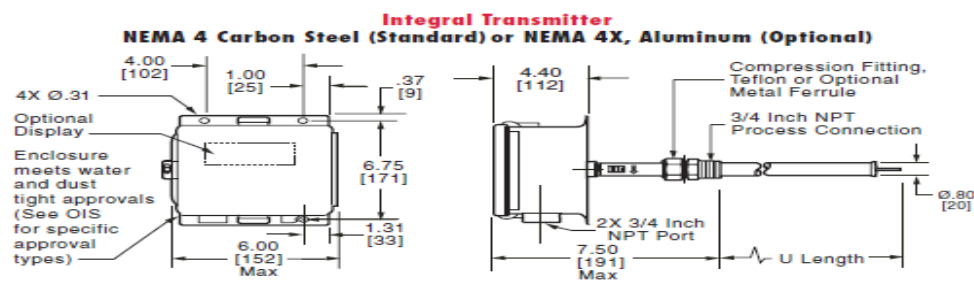 Integral Transmitter
NEMA 4 Carbon Steel (Standard) or NEMA 4X, Aluminum (Optional)
4.00
[102]
1.00
[25]
.37
[9]
4X Ø.31
Optional
Display
Enclosure
meets water
and dust
tight approvals
(See OIS
for specific
approval
types)
6.75
[171]
1.31
[33]
6.00
[152]
Max
4.40
[112]
Compression Fitting,
Teflon or Optional
Metal Ferrule
3/4 Inch NPT
Process Connection
Ø.80
[20]
2X 3/4 Inch
NPT Port
7.50
[191]
Max
U Length